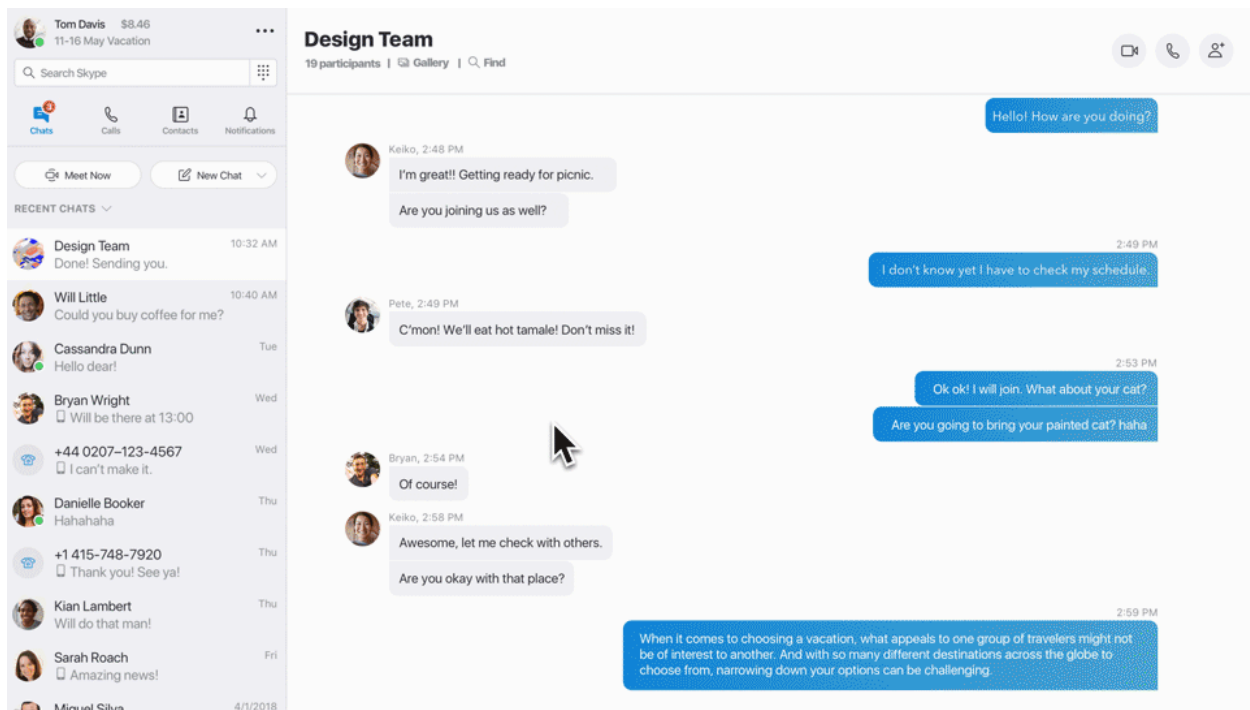 Tom Davis $8.46
11-16 May Vacation
Search Skype
3
Chats
Calls
Contacts
Notifications
Meet Now
New Chat
RECENT CHATS
Design Team 10:32 AM
Done! Sending you.
Will Little 10:40 AM
Could you buy coffee for me?
Cassandra Dunn Tue
Hello dear!
Bryan Wright Wed
Will be there at 13:00
+44 0207–123-4567 Wed
I can't make it.
Danielle Booker Thu
Hahahaha
+1 415-748-7920 Thu
Thank you! See ya!
Kian Lambert Thu
Will do that man!
Sarah Roach Fri
Amazing news!
Miguel Silva 4/1/2018
Design Team
19 participants | Gallery | Find
Hello! How are you doing?
Keiko, 2:48 PM
I'm great!! Getting ready for picnic.
Are you joining us as well?
2:49 PM
I don't know yet I have to check my schedule.
Pete, 2:49 PM
C'mon! We'll eat hot tamale! Don't miss it!
2:53 PM
Ok ok! I will join. What about your cat?
Are you going to bring your painted cat? haha
Bryan, 2:54 PM
Of course!
Keiko, 2:58 PM
Awesome, let me check with others.
Are you okay with that place?
2:59 PM
When it comes to choosing a vacation, what appeals to one group of travelers might not
be of interest to another. And with so many different destinations across the globe to
choose from, narrowing down your options can be challenging.